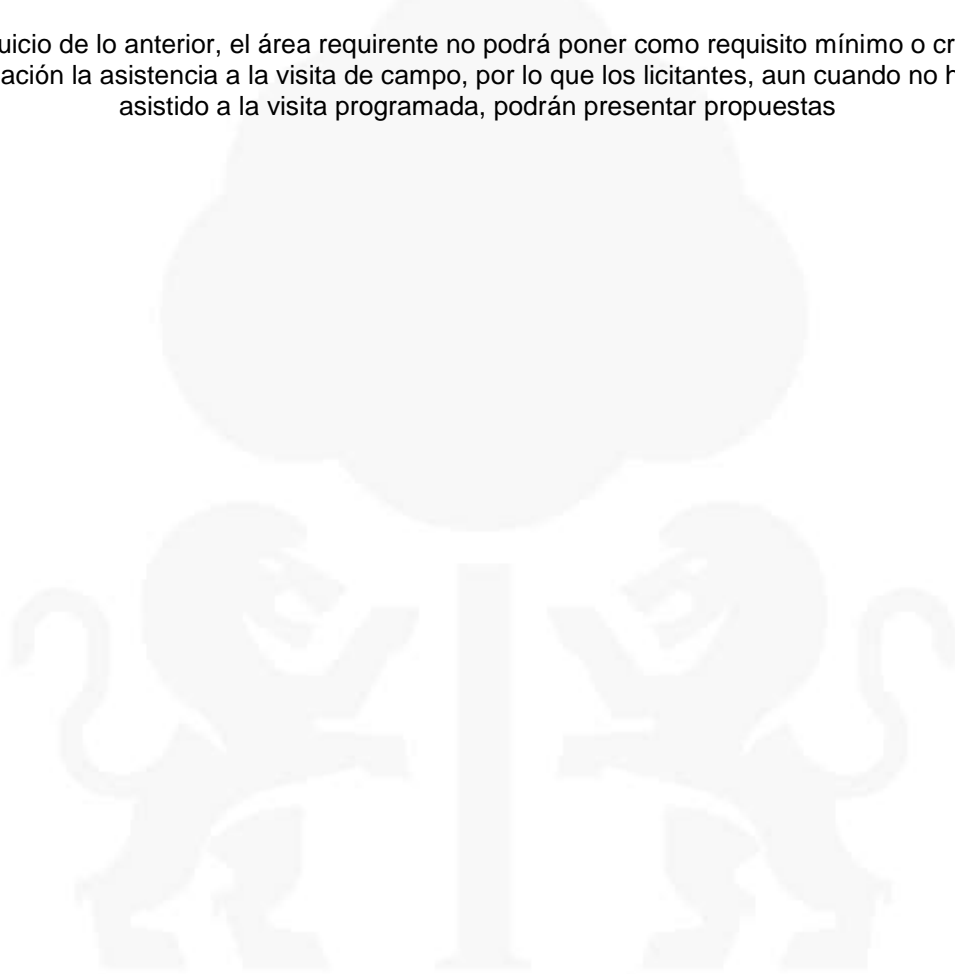 uicio de lo anterior, el área requirente no podrá poner como requisito mínimo o cr
ación la asistencia a la visita de campo, por lo que los licitantes, aun cuando no h
asistido a la visita programada, podrán presentar propuestas